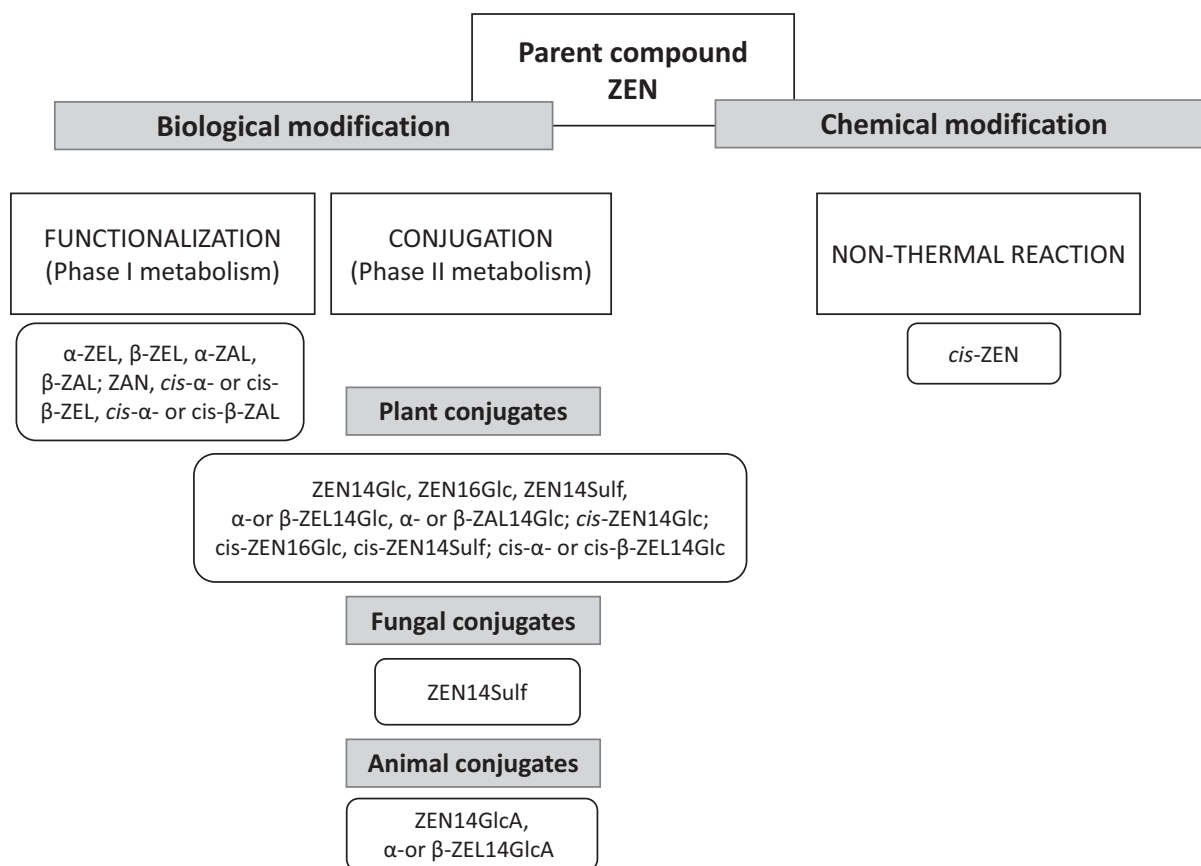 Parent compound
ZEN
Biological modification
Chemical modification
FUNCTIONALIZATION
(Phase I metabolism)
CONJUGATION
(Phase II metabolism)
NON-THERMAL REACTION
α-ZEL, β-ZEL, α-ZAL,
β-ZAL; ZAN, cis-α- or cis-
β-ZEL, cis-α- or cis-β-ZAL
cis-ZEN
Plant conjugates
ZEN14Glc, ZEN16Glc, ZEN14Sulf,
α-or β-ZEL14Glc, α- or β-ZAL14Glc; cis-ZEN14Glc;
cis-ZEN16Glc, cis-ZEN14Sulf; cis-α- or cis-β-ZEL14Glc
Fungal conjugates
ZEN14Sulf
Animal conjugates
ZEN14GlcA,
α-or β-ZEL14GlcA